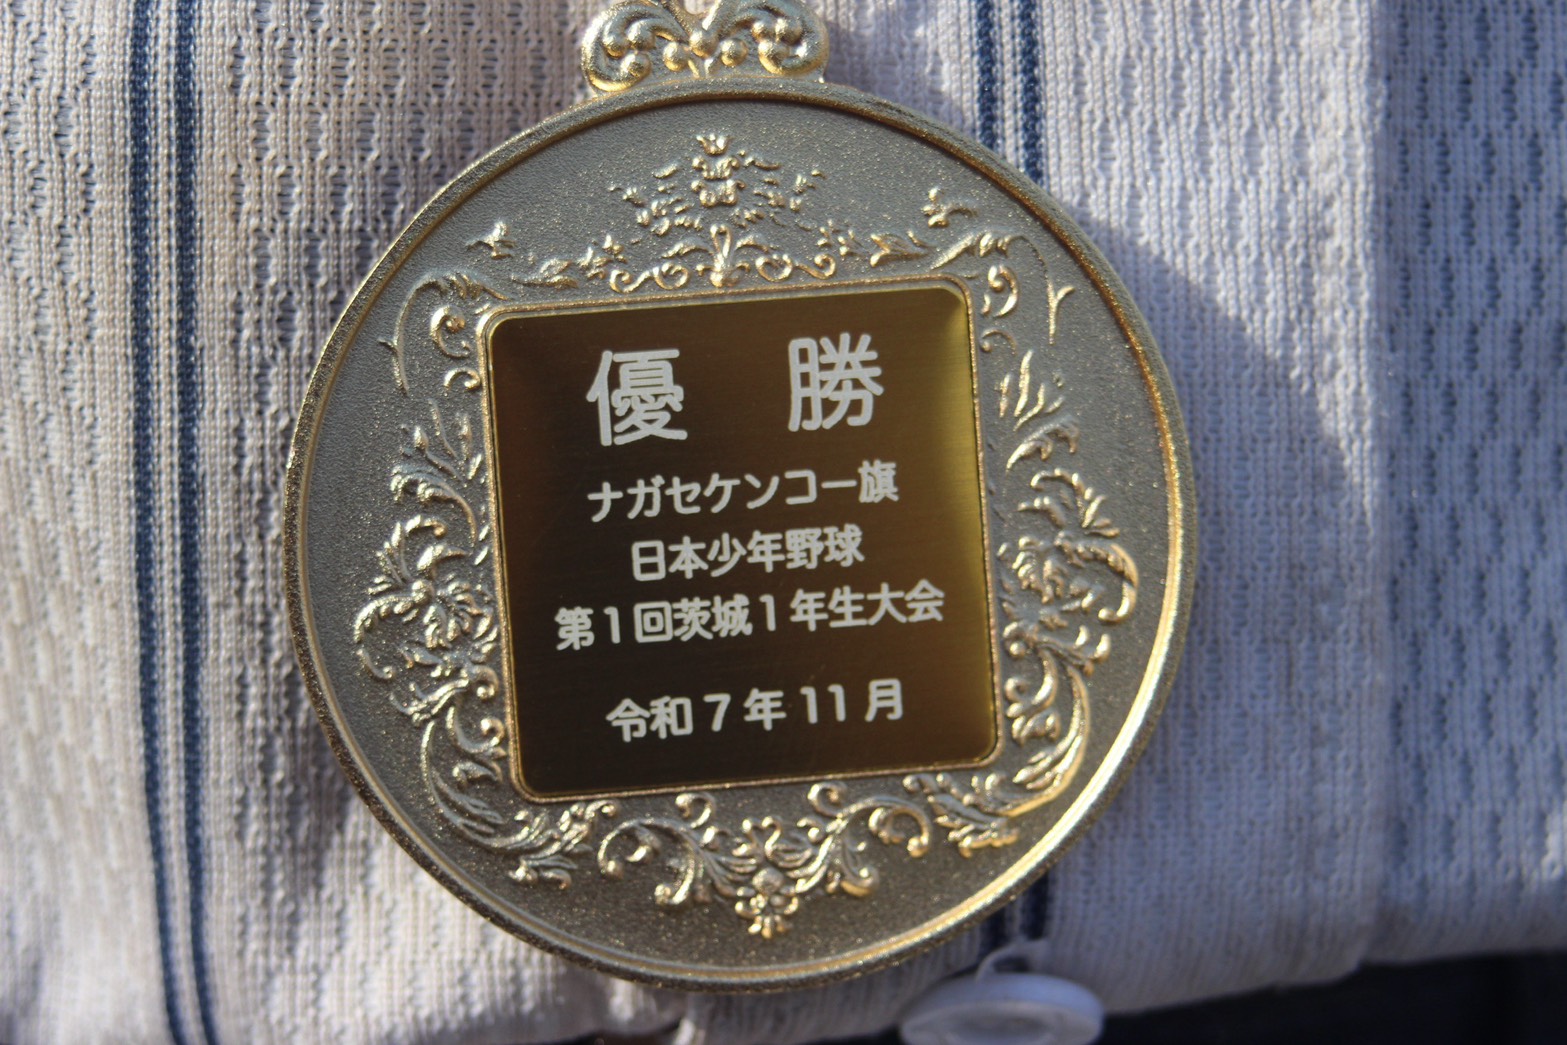 優 勝
ナガセケンコー旗
日本少年野球
第1回茨城1年生大会
令和7年11月